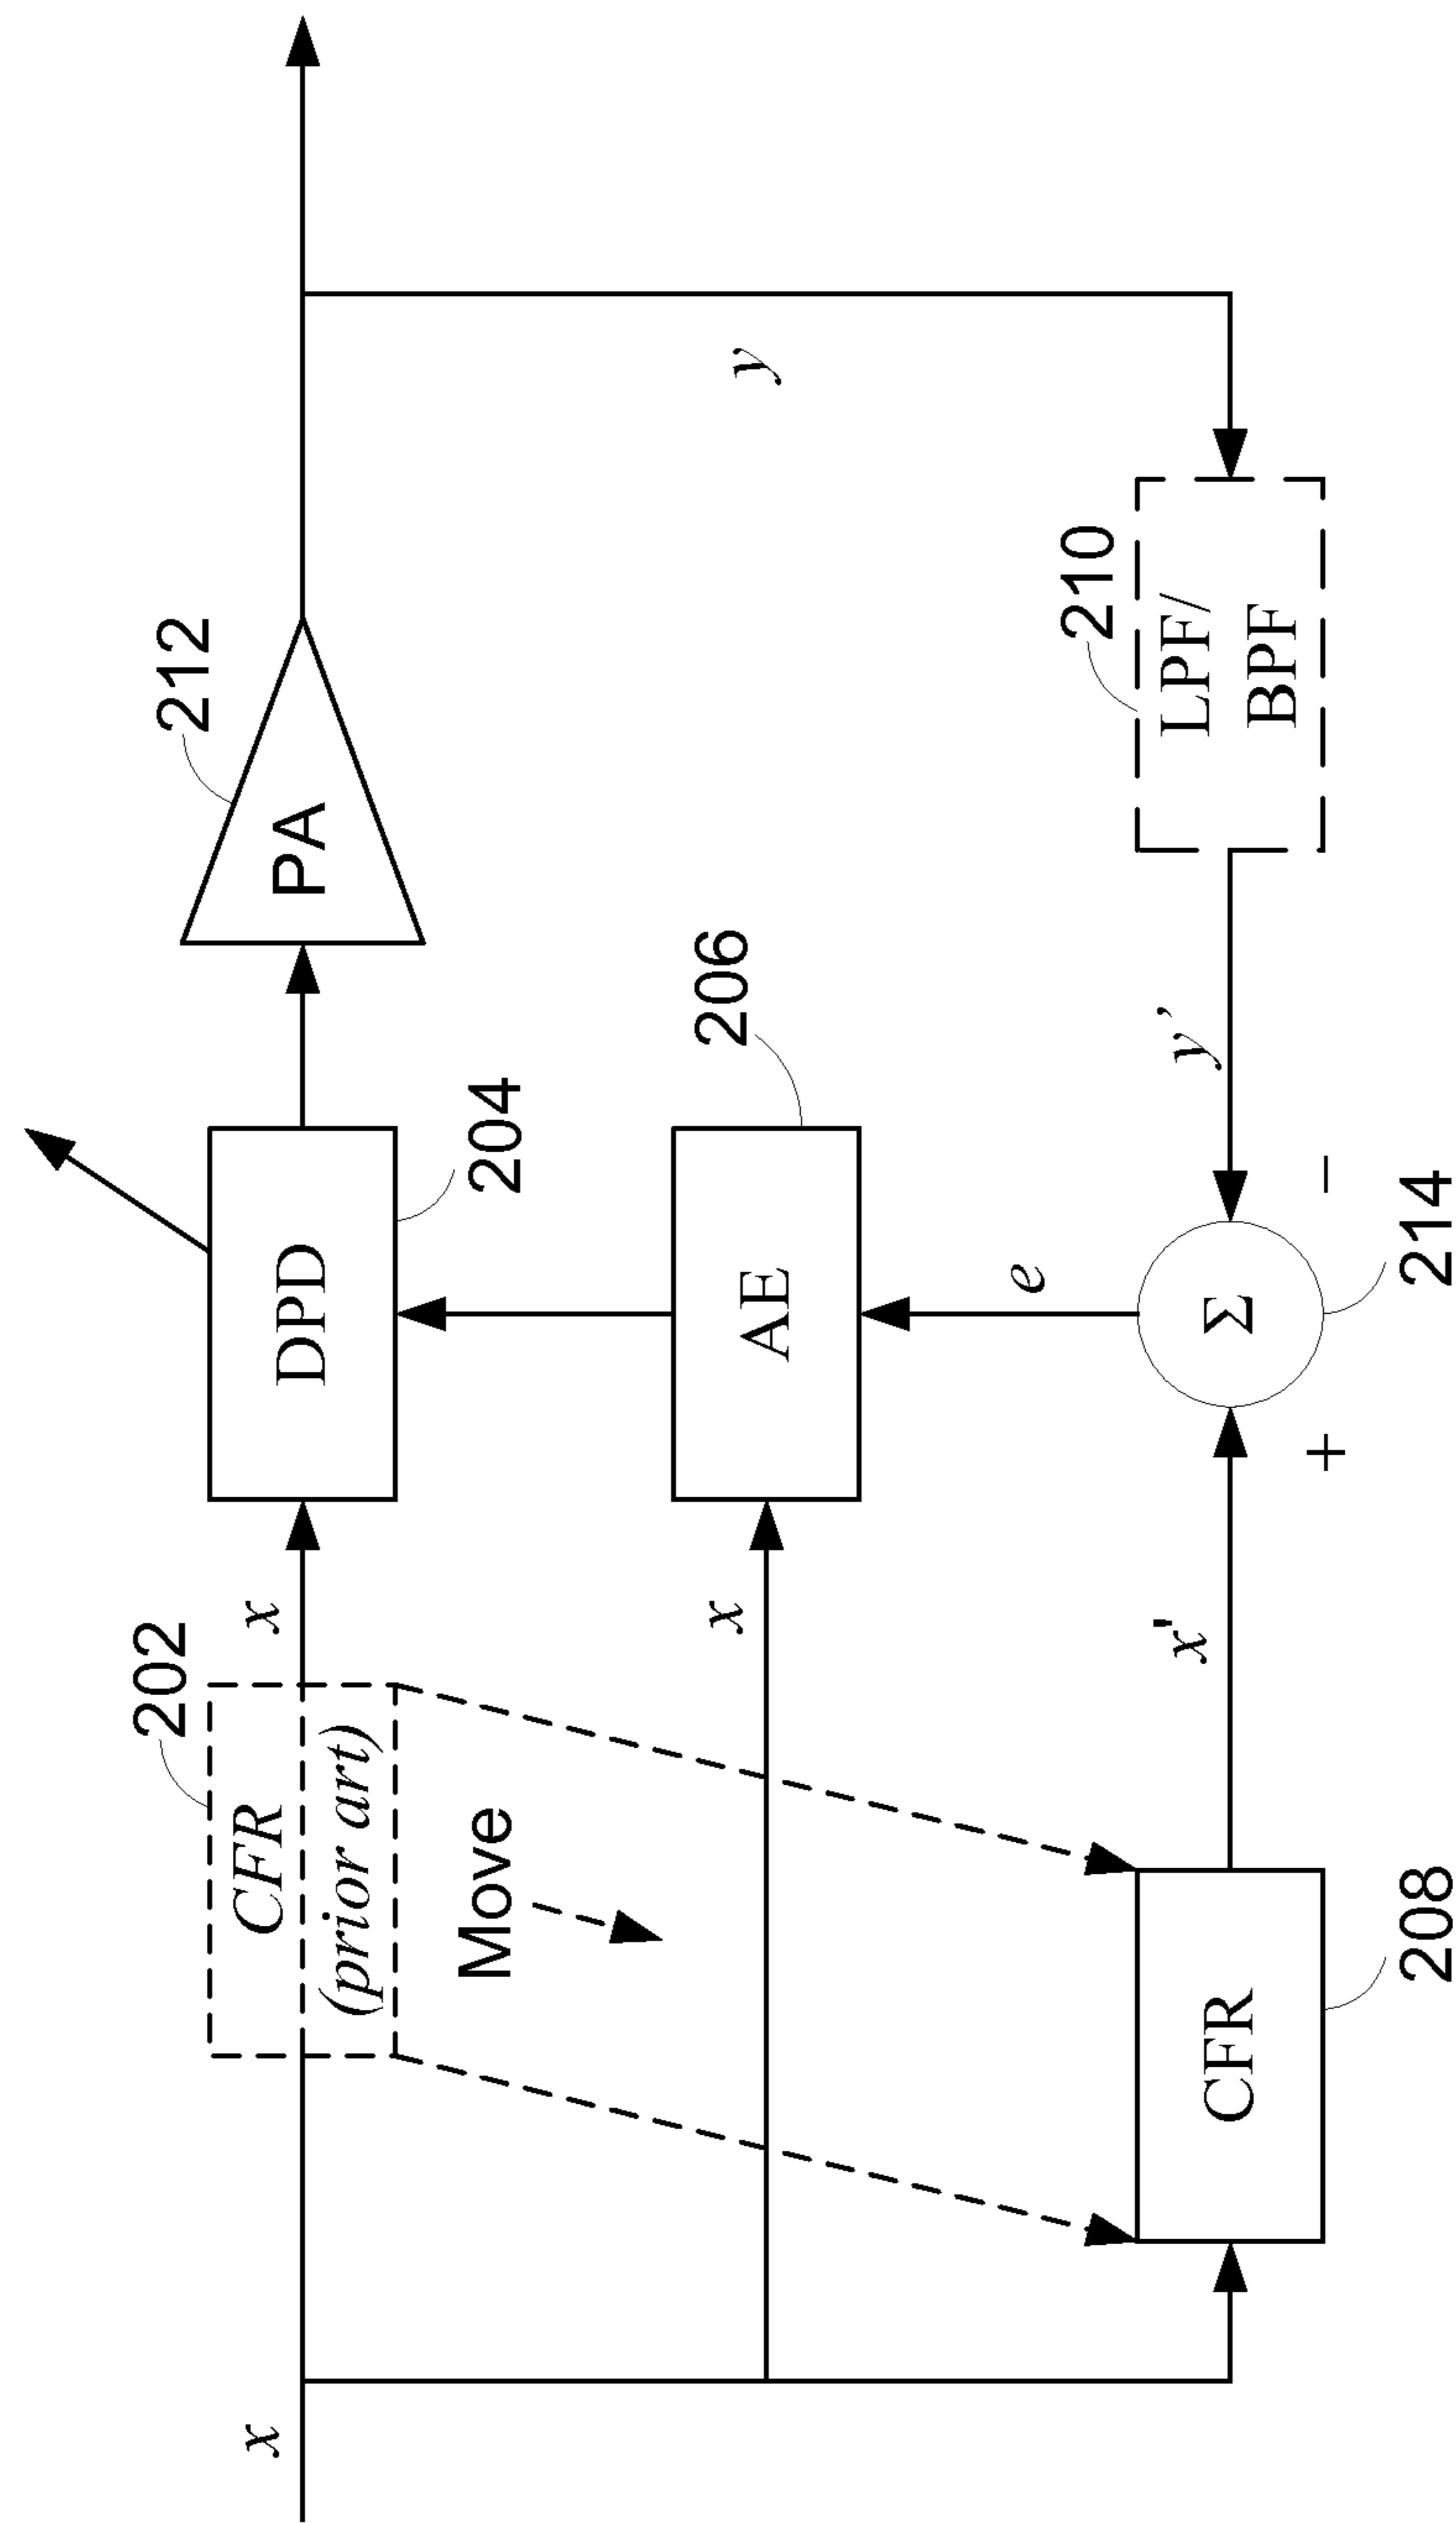 x
202
CFR
(prior art)
x
DPD
204
212
PA
Move
x
AE
206
y
e
208
CFR
x'
+
Σ
214
−
y’
210
LPF/
BPF